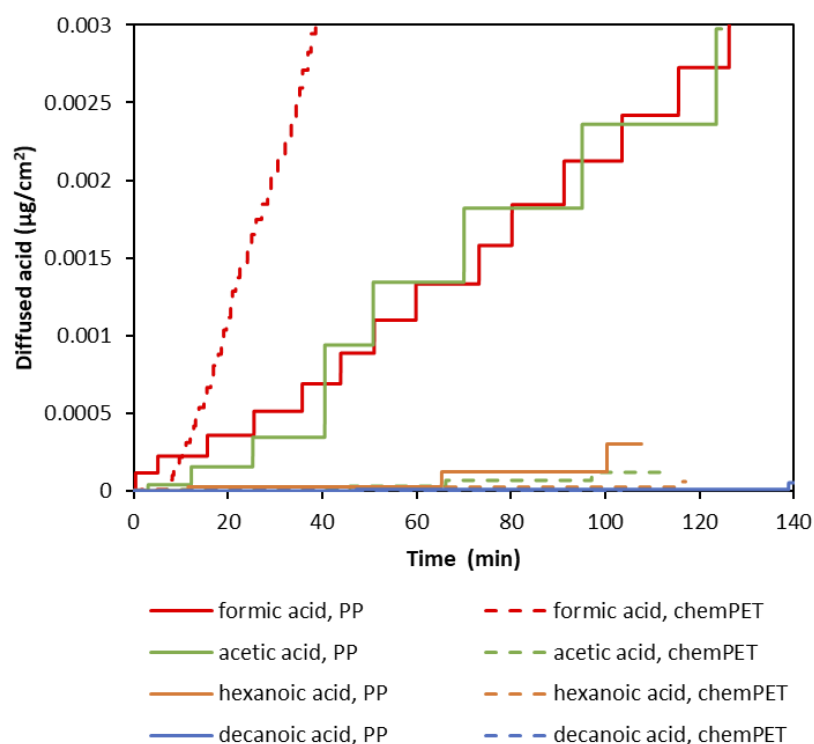 0.003
0.0025
0.002
0.0015
0.001
0.0005
0
Diffused acid (µg/cm²)
0 20 40 60 80 100 120 140
Time (min)
formic acid, PP formic acid, chemPET
acetic acid, PP acetic acid, chemPET
hexanoic acid, PP hexanoic acid, chemPET
decanoic acid, PP decanoic acid, chemPET